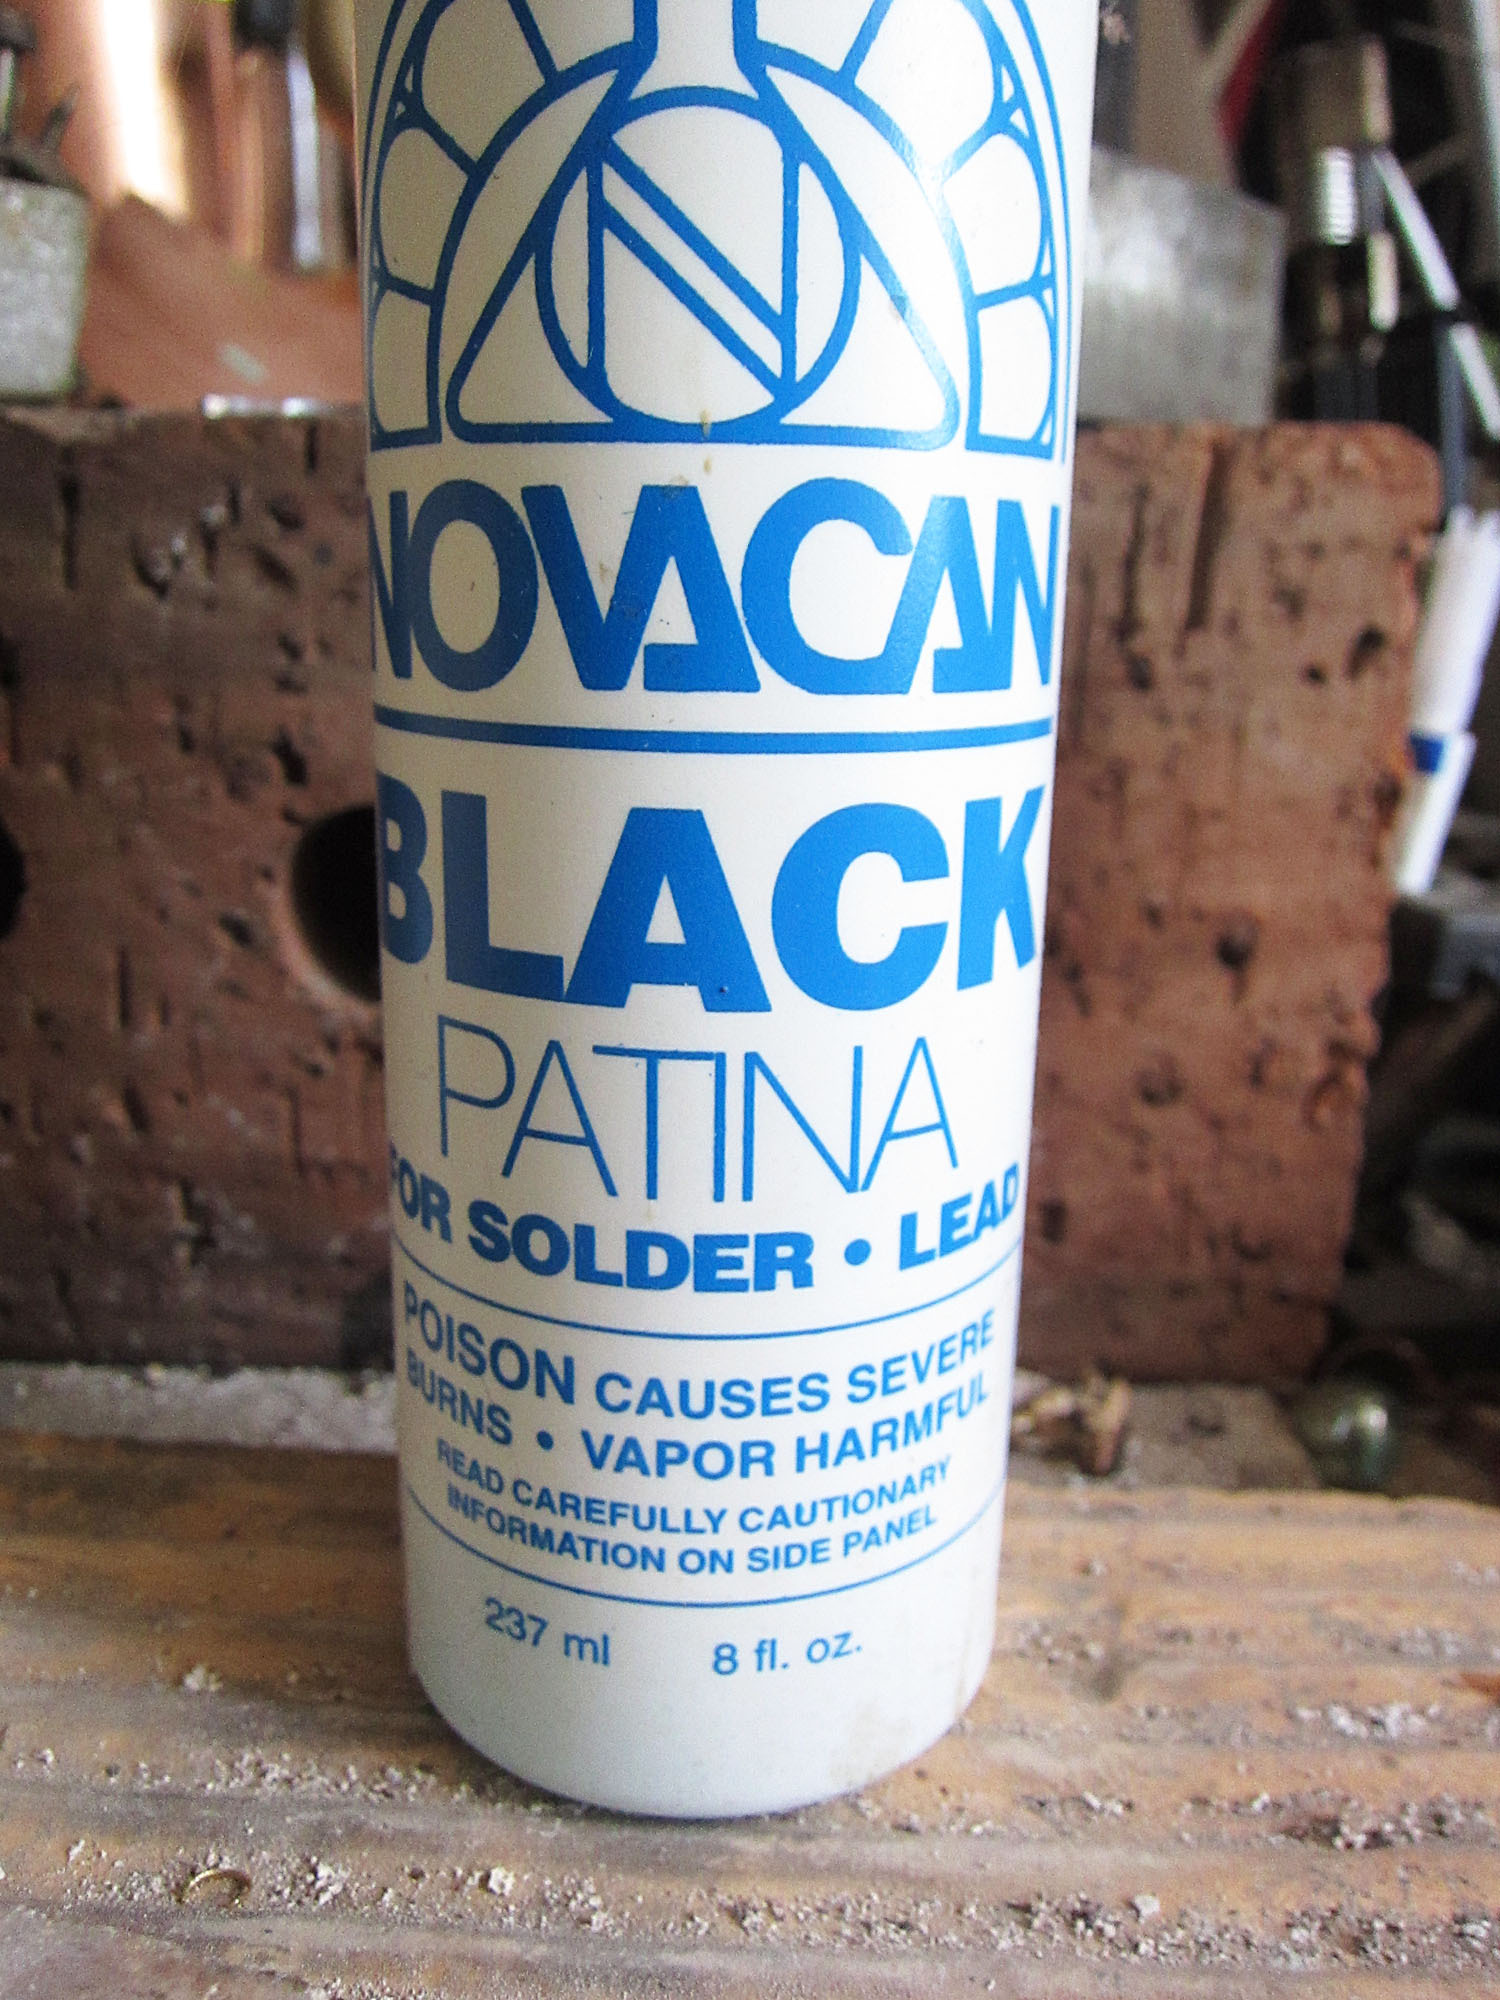 N
NOVACAN
BLACK
PATINA
FOR SOLDER • LEAD
POISON CAUSES SEVERE
BURNS • VAPOR HARMFUL
READ CAREFULLY CAUTIONARY
INFORMATION ON SIDE PANEL
237 ml 8 fl. oz.